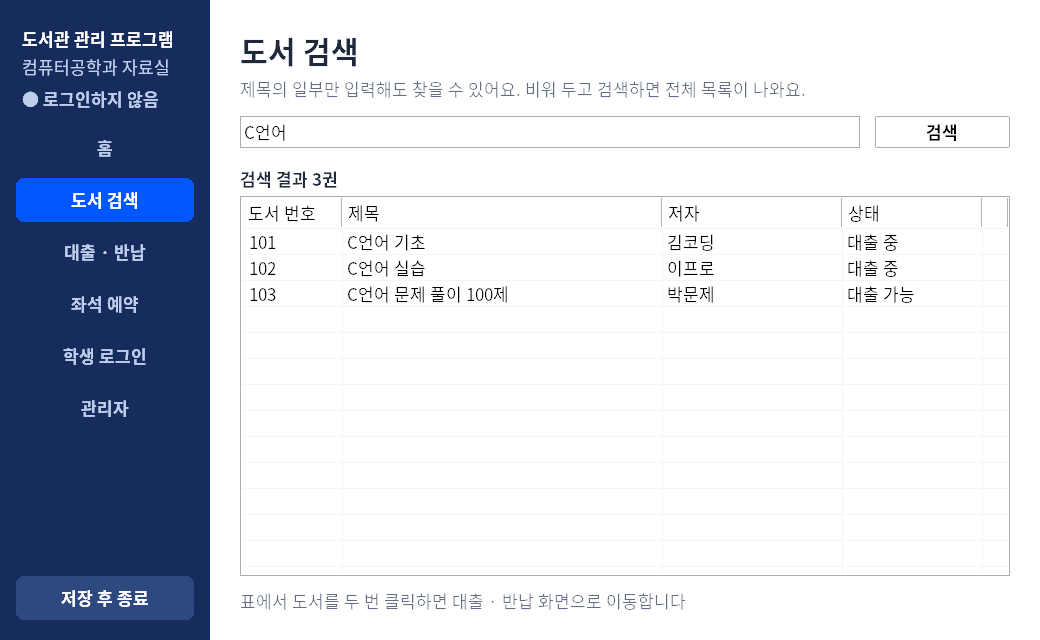 도서관 관리 프로그램
컴퓨터공학과 자료실
● 로그인하지 않음
홈
도서 검색
대출 · 반납
좌석 예약
학생 로그인
관리자
저장 후 종료
도서 검색
제목의 일부만 입력해도 찾을 수 있어요. 비워 두고 검색하면 전체 목록이 나와요.
C언어 검색
검색 결과 3권
도서 번호 제목 저자 상태
101 C언어 기초 김코딩 대출 중
102 C언어 실습 이프로 대출 중
103 C언어 문제 풀이 100제 박문제 대출 가능
표에서 도서를 두 번 클릭하면 대출 · 반납 화면으로 이동합니다